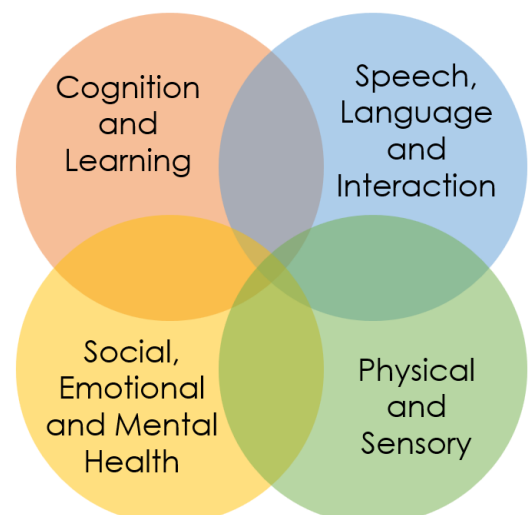 Cognition
and
Learning
Speech,
Language
and
Interaction
Social,
Emotional
and Mental
Health
Physical
and
Sensory